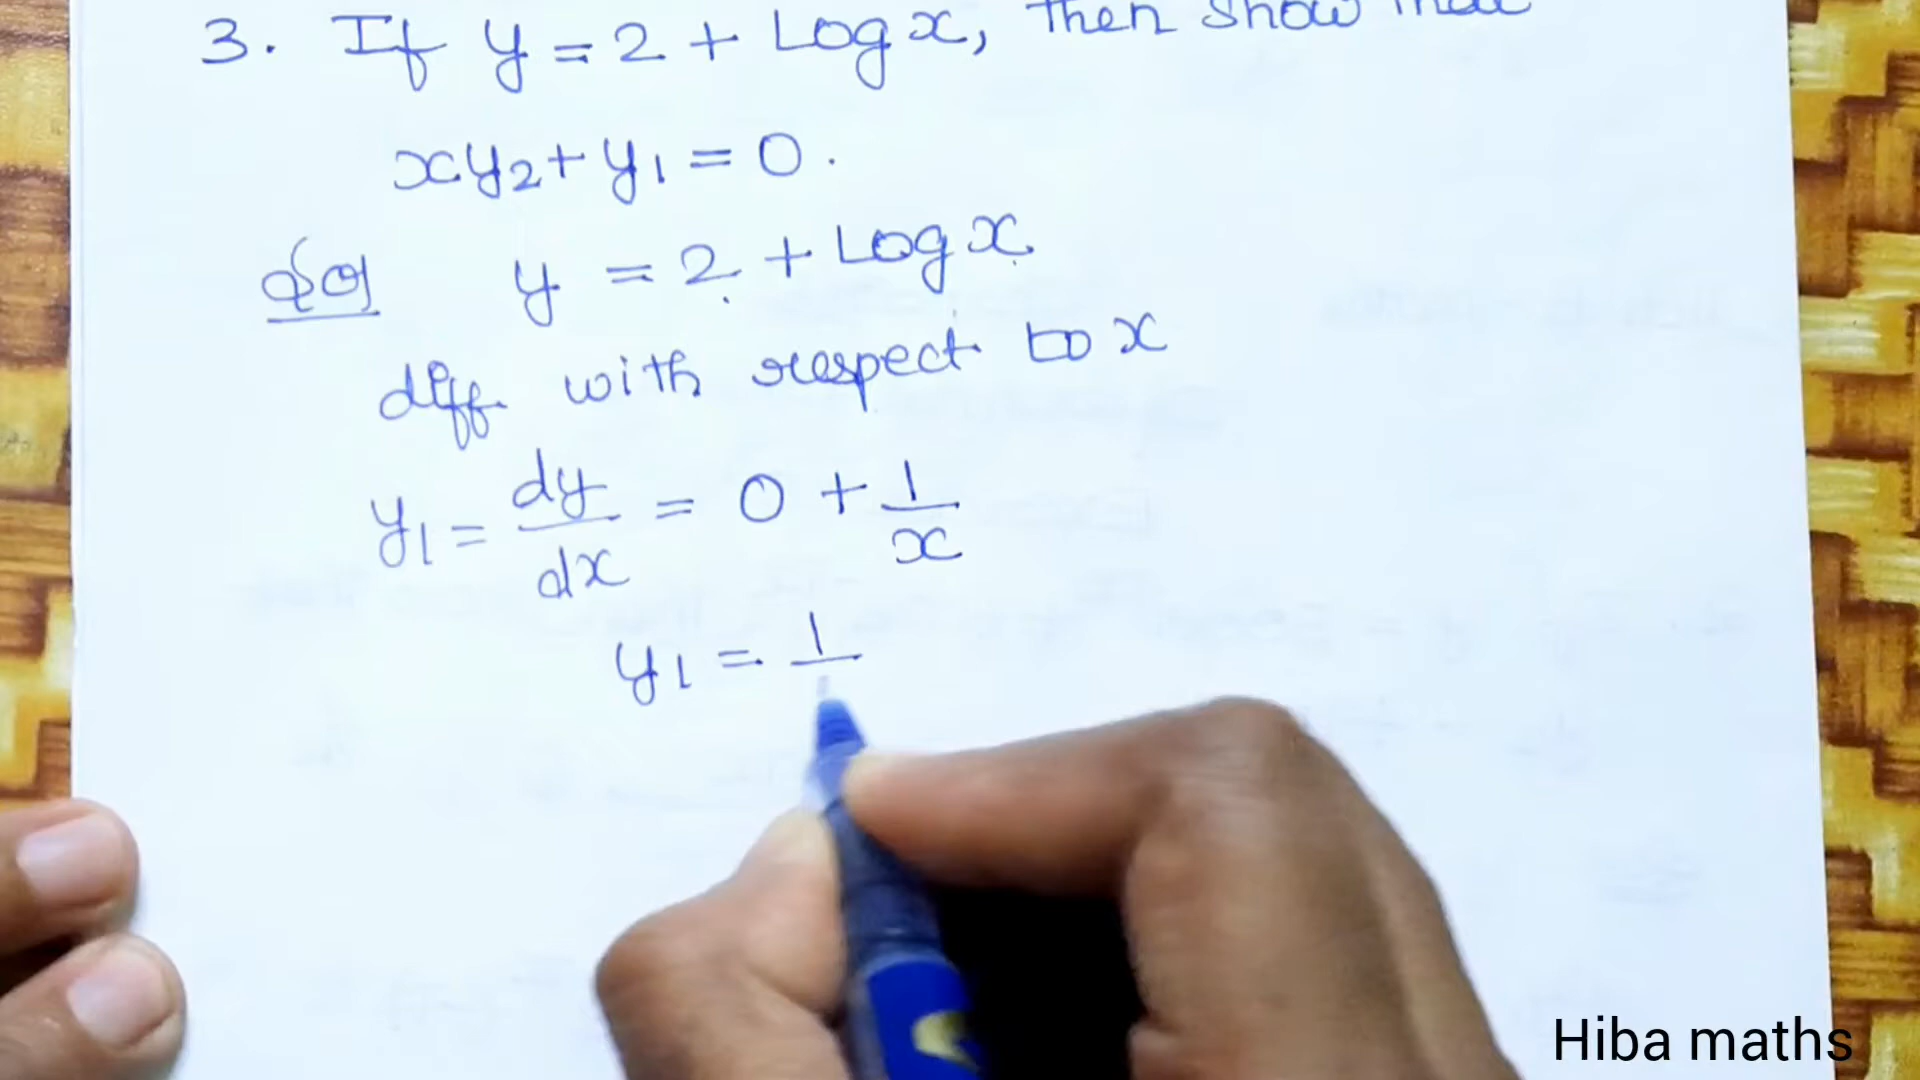 3. If y = 2 + Log x, then show that
xy₂ + y₁ = 0.
Sol y = 2 + Log x
diff with respect to x
y₁ = dy/dx = 0 + 1/x
y₁ = 1/
Hiba maths